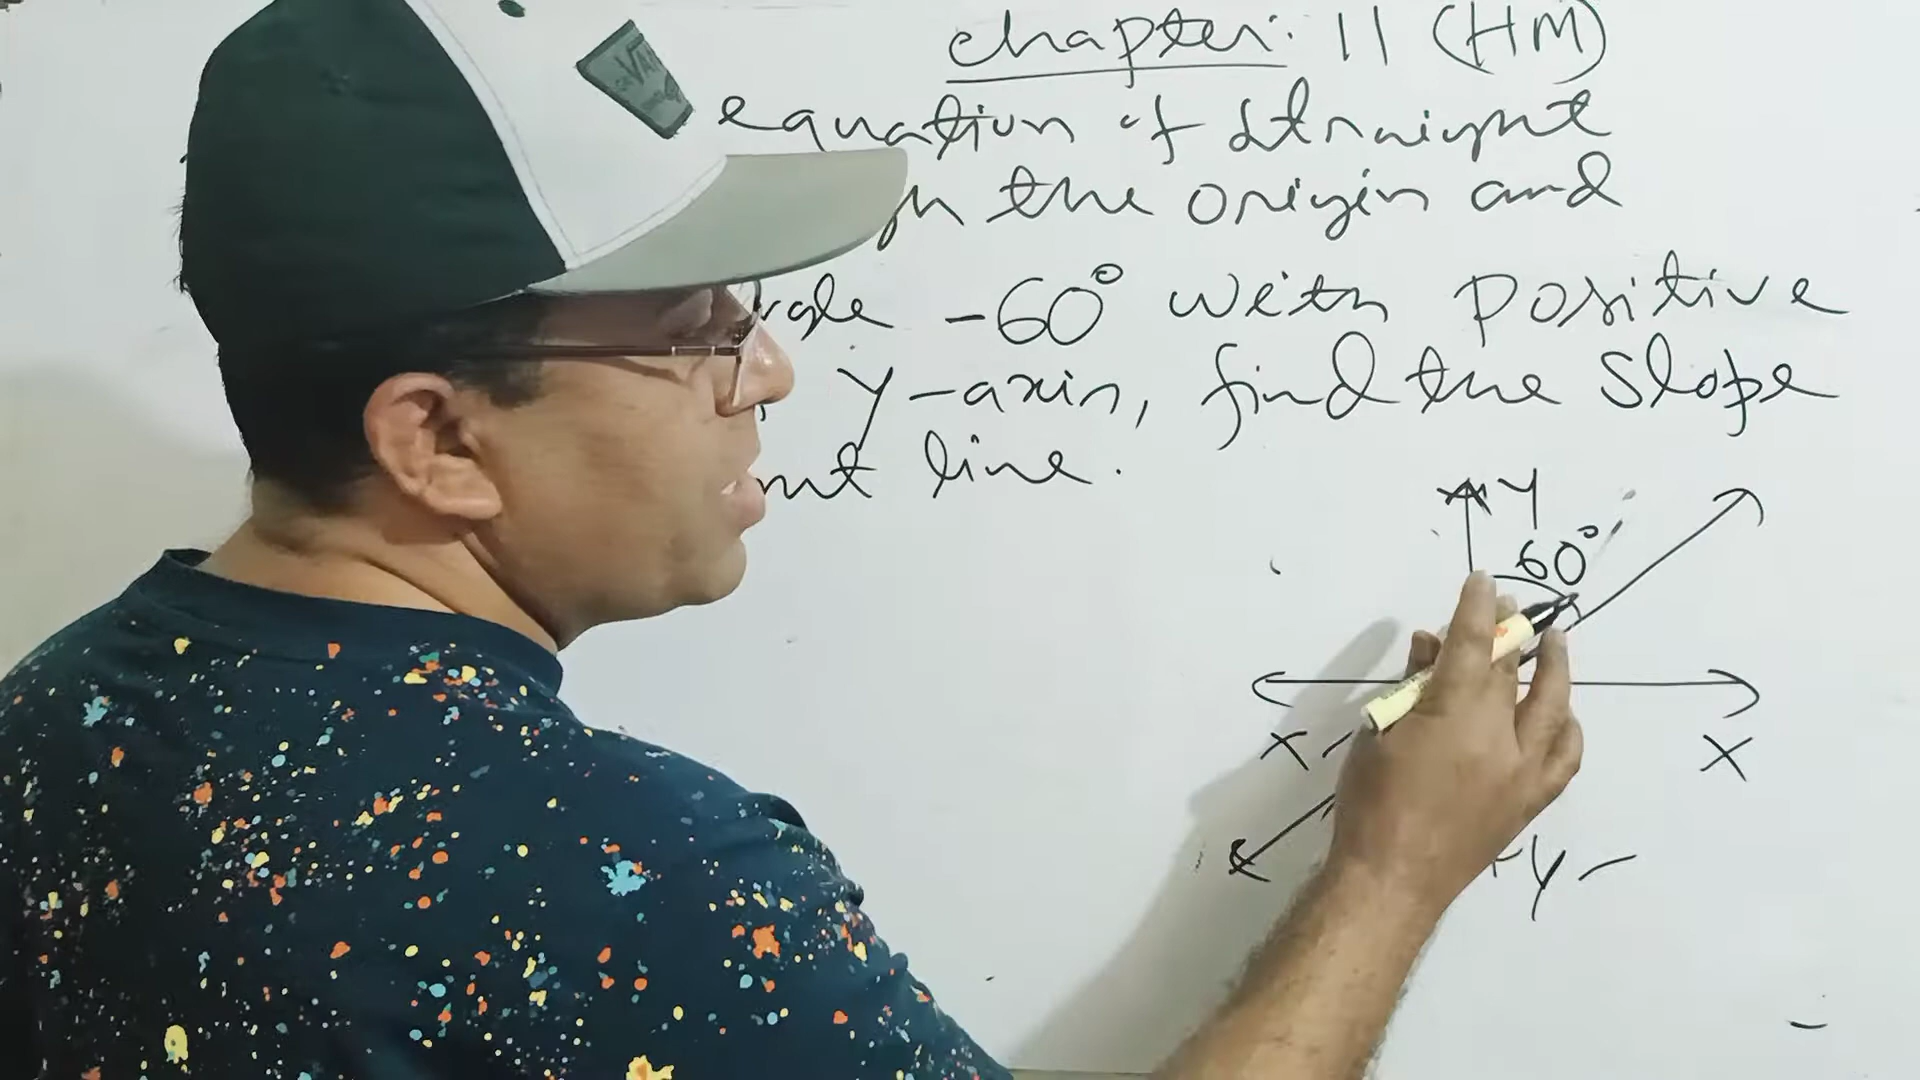 chapter: 11 (HM)
equation of straight
the origin and
-60° with positive
Y-axis, find the slope
line.
Y
60°
X -
X
Y -